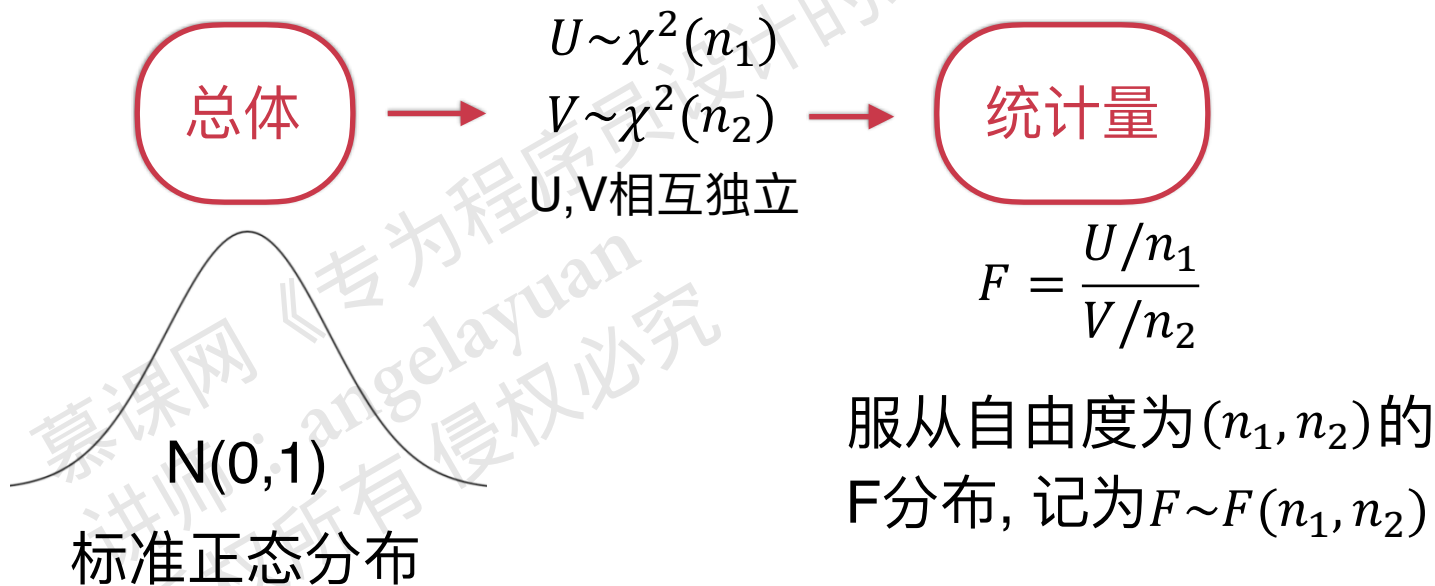 总体
U~χ²(n₁)
V~χ²(n₂)
U,V相互独立
统计量
F = (U/n₁)/(V/n₂)
服从自由度为(n₁, n₂)的
F分布, 记为F~F(n₁, n₂)
N(0,1)
标准正态分布
慕课网《专为程序员设计的
讲师：angelayuan
所有 侵权必究